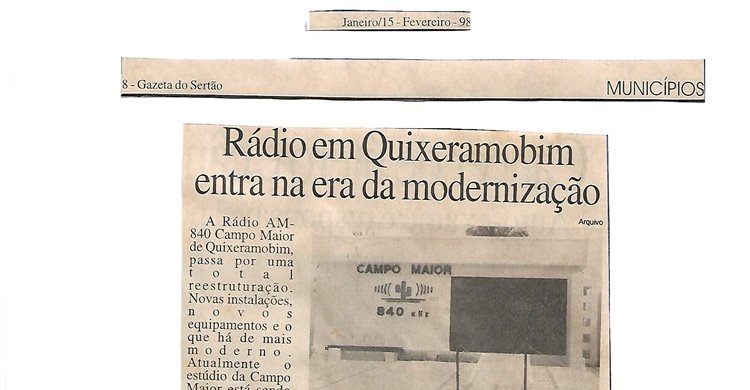 Janeiro/15 - Fevereiro - 98
8 - Gazeta do Sertão
MUNICÍPIOS
Rádio em Quixeramobim
entra na era da modernização
Arquivo
A Rádio AM-
840 Campo Maior
de Quixeramobim,
passa por uma
total
reestruturação.
Novas instalações,
novos
equipamentos e o
que há de mais
moderno.
Atualmente o
estúdio da Campo
Maior está sendo
CAMPO MAIOR
840 kHz